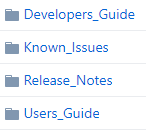 Developers_Guide
Known_Issues
Release_Notes
Users_Guide